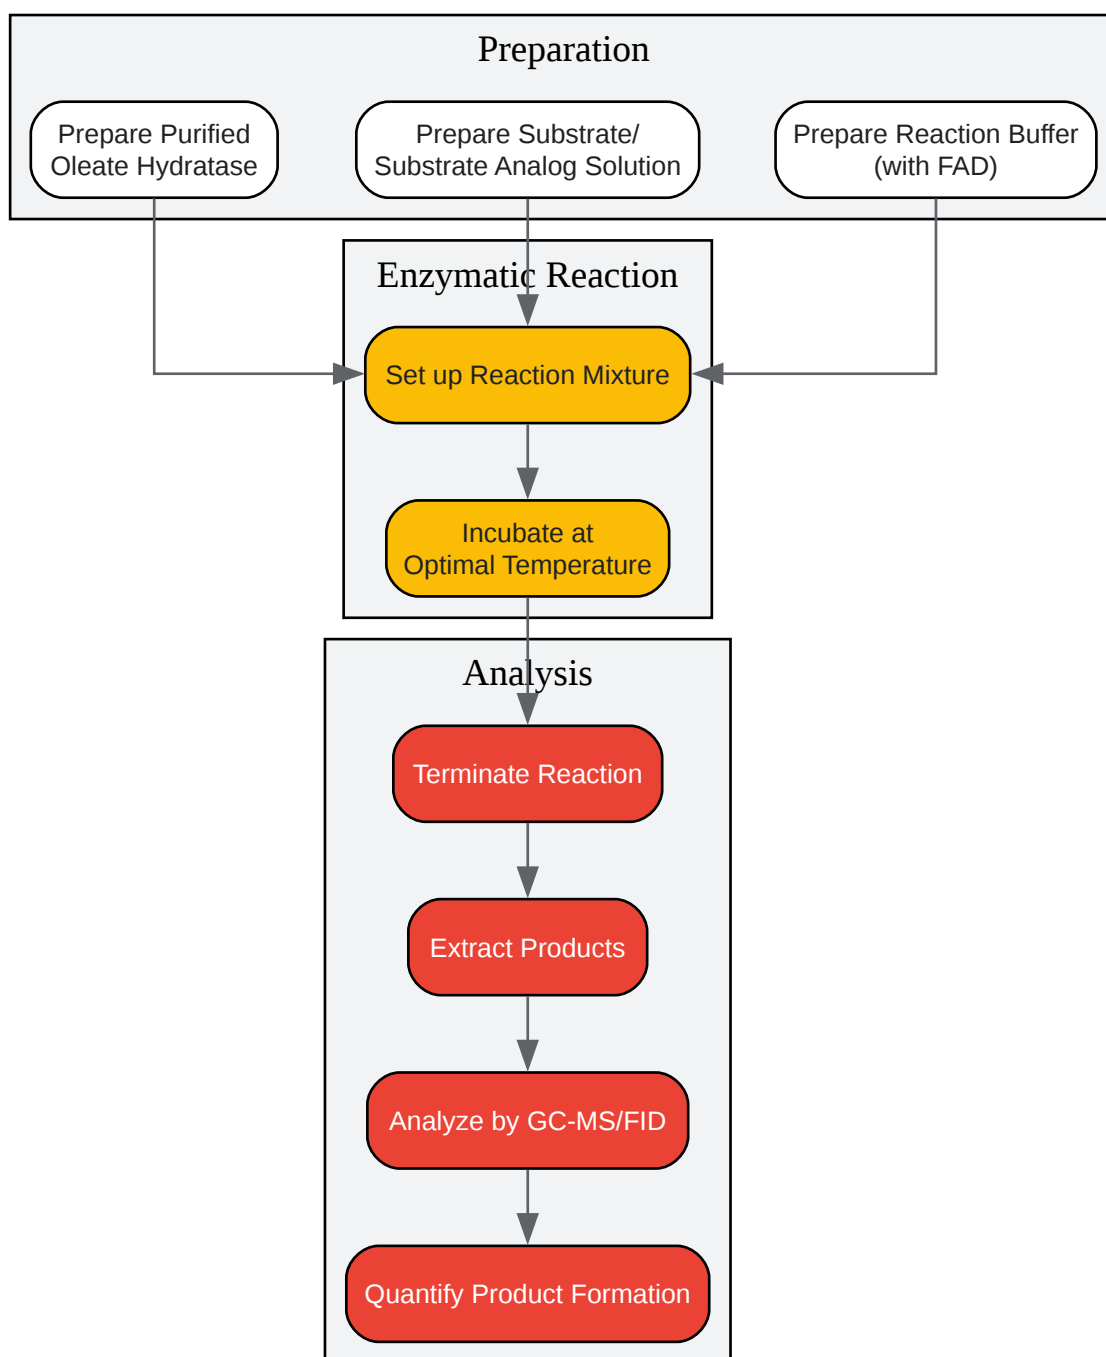 Preparation
Prepare Purified
Oleate Hydratase
Prepare Substrate/
Substrate Analog Solution
Prepare Reaction Buffer
(with FAD)
Enzymatic Reaction
Set up Reaction Mixture
Incubate at
Optimal Temperature
Analysis
Terminate Reaction
Extract Products
Analyze by GC-MS/FID
Quantify Product Formation